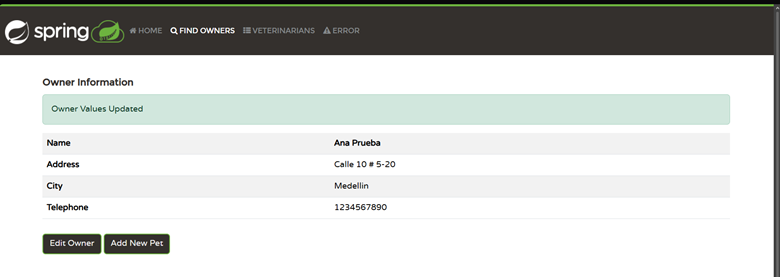 spring HOME FIND OWNERS VETERINARIANS ERROR
Owner Information
Owner Values Updated
Name Ana Prueba
Address Calle 10 # 5-20
City Medellin
Telephone 1234567890
Edit Owner Add New Pet